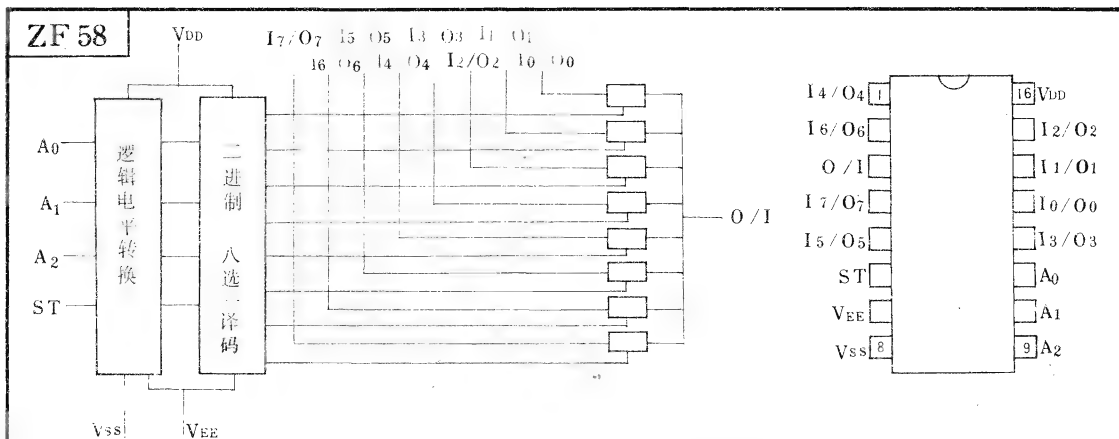 ZF 58
VDD
I7/O7 I5 O5 I3 O3 I1 O1
I6 O6 I4 O4 I2/O2 I0 O0
A0
A1
A2
ST
逻辑电平转换
二进制 八选一译码
O/I
VSS
VEE
I4/O4 1
I6/O6
O/I
I7/O7
I5/O5
ST
VEE
VSS 8
16 VDD
I2/O2
I1/O1
I0/O0
I3/O3
A0
A1
9 A2